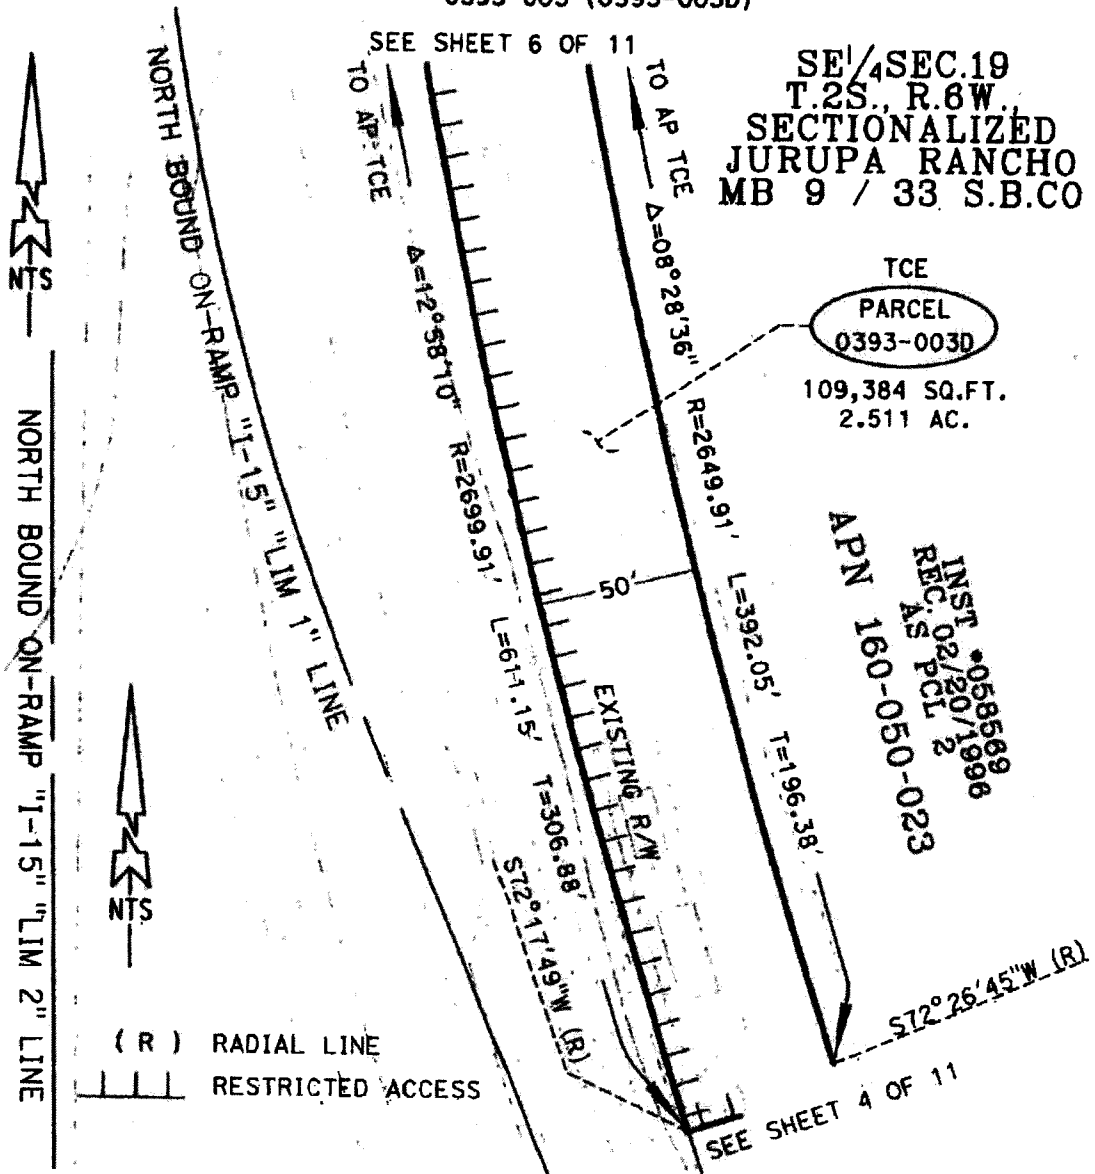 0393-003 (0393-003D)
SEE SHEET 6 OF 11
SE 1/4 SEC.19
T.2S., R.6W.,
SECTIONALIZED
JURUPA RANCHO
MB 9 / 33 S.B.CO
TO AP TCE
TO AP TCE
NORTH BOUND ON-RAMP "I-15" "LIM 1" LINE
NTS
Δ=12°58'10" R=2699.91' L=611.15' T=306.88'
Δ=08°28'36" R=2649.91' L=392.05' T=196.38'
TCE
PARCEL
0393-003D
109,384 SQ.FT.
2.511 AC.
NORTH BOUND ON-RAMP "I-15" "LIM 2" LINE
50'
EXISTING R/W
INST *058569
REC. 02/20/1996
AS PCL 2
APN 160-050-023
NTS
S72°17'49"W (R)
S72°26'45"W (R)
( R ) RADIAL LINE
RESTRICTED ACCESS
SEE SHEET 4 OF 11